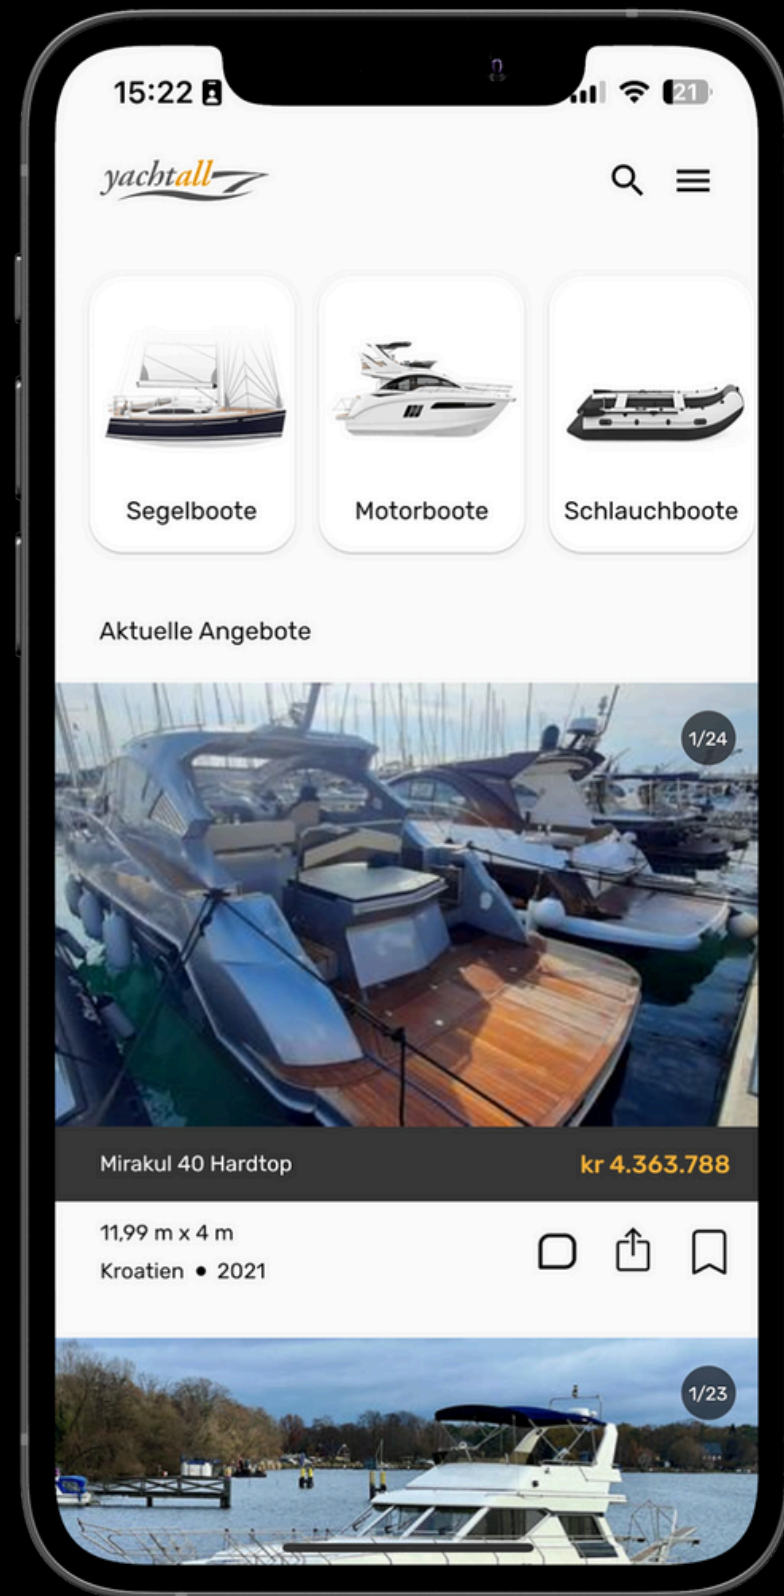 15:22
21
yachtall
Segelboote
Motorboote
Schlauchboote
Aktuelle Angebote
1/24
Mirakul 40 Hardtop
kr 4.363.788
11,99 m x 4 m
Kroatien • 2021
1/23